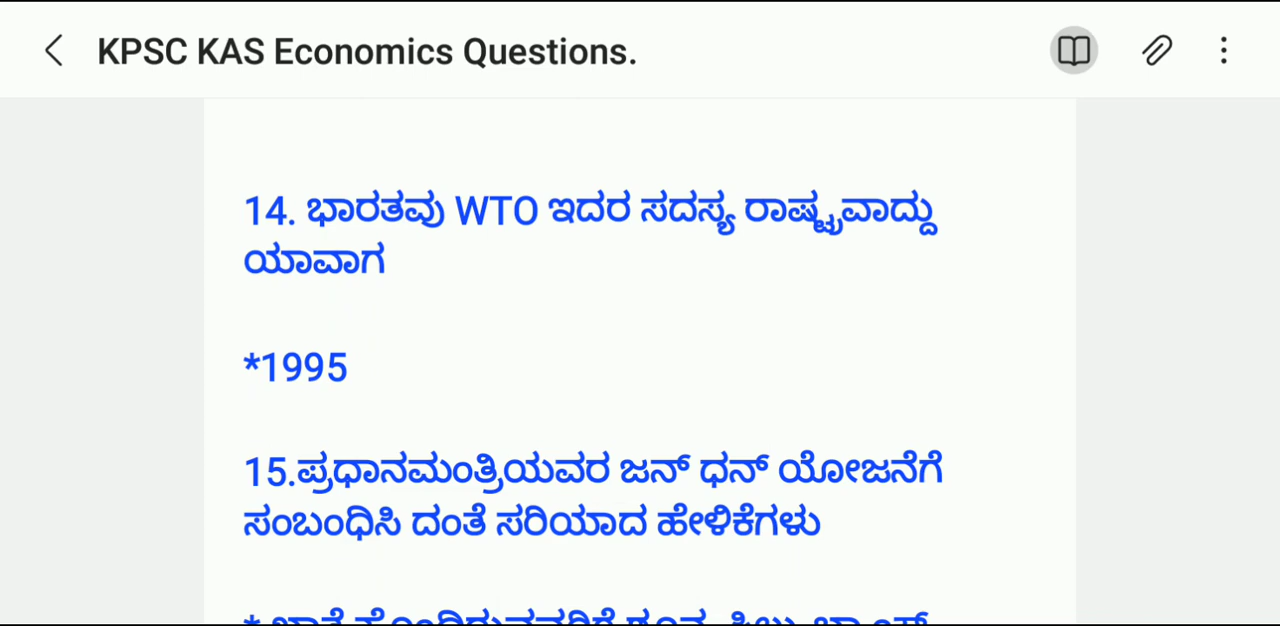 KPSC KAS Economics Questions.
14. ಭಾರತವು WTO ಇದರ ಸದಸ್ಯ ರಾಷ್ಟ್ರವಾದ್ದು
ಯಾವಾಗ
*1995
15.ಪ್ರಧಾನಮಂತ್ರಿಯವರ ಜನ್ ಧನ್ ಯೋಜನೆಗೆ
ಸಂಬಂಧಿಸಿ ದಂತೆ ಸರಿಯಾದ ಹೇಳಿಕೆಗಳು